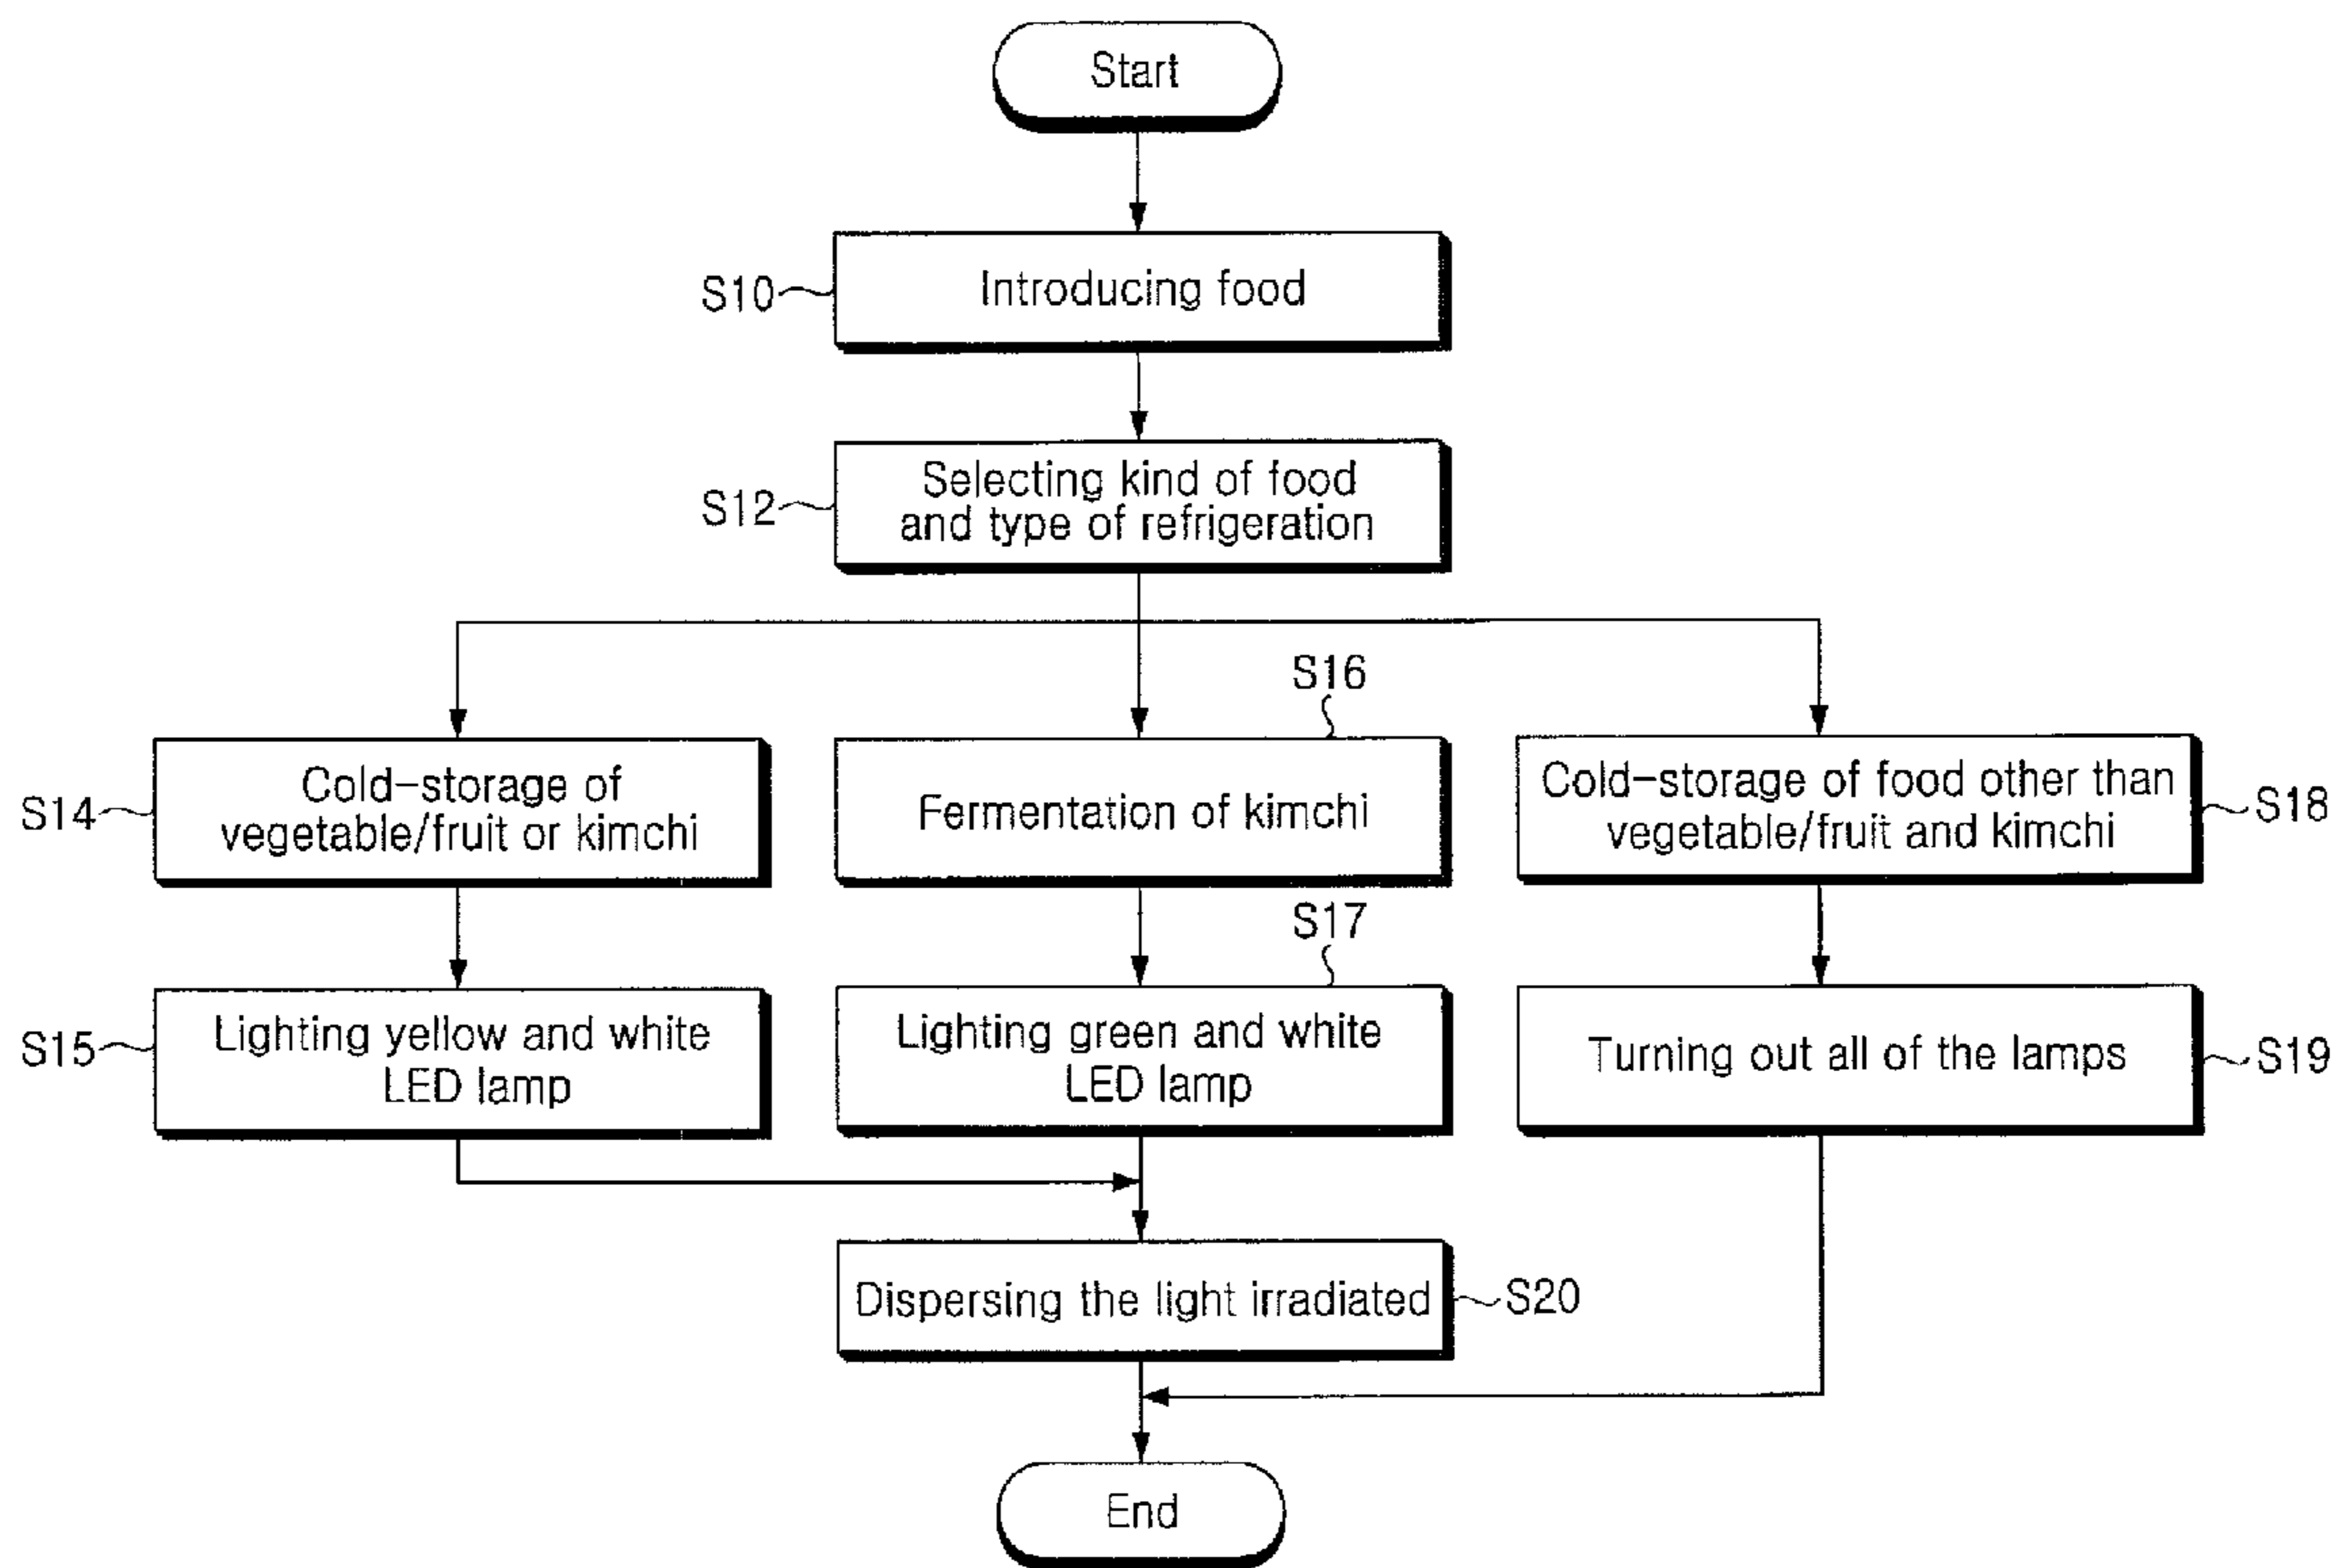 Start
S10
Introducing food
S12
Selecting kind of food
and type of refrigeration
S14
Cold-storage of
vegetable/fruit or kimchi
S16
Fermentation of kimchi
Cold-storage of food other than
vegetable/fruit and kimchi
S18
S15
Lighting yellow and white
LED lamp
S17
Lighting green and white
LED lamp
Turning out all of the lamps
S19
Dispersing the light irradiated
S20
End